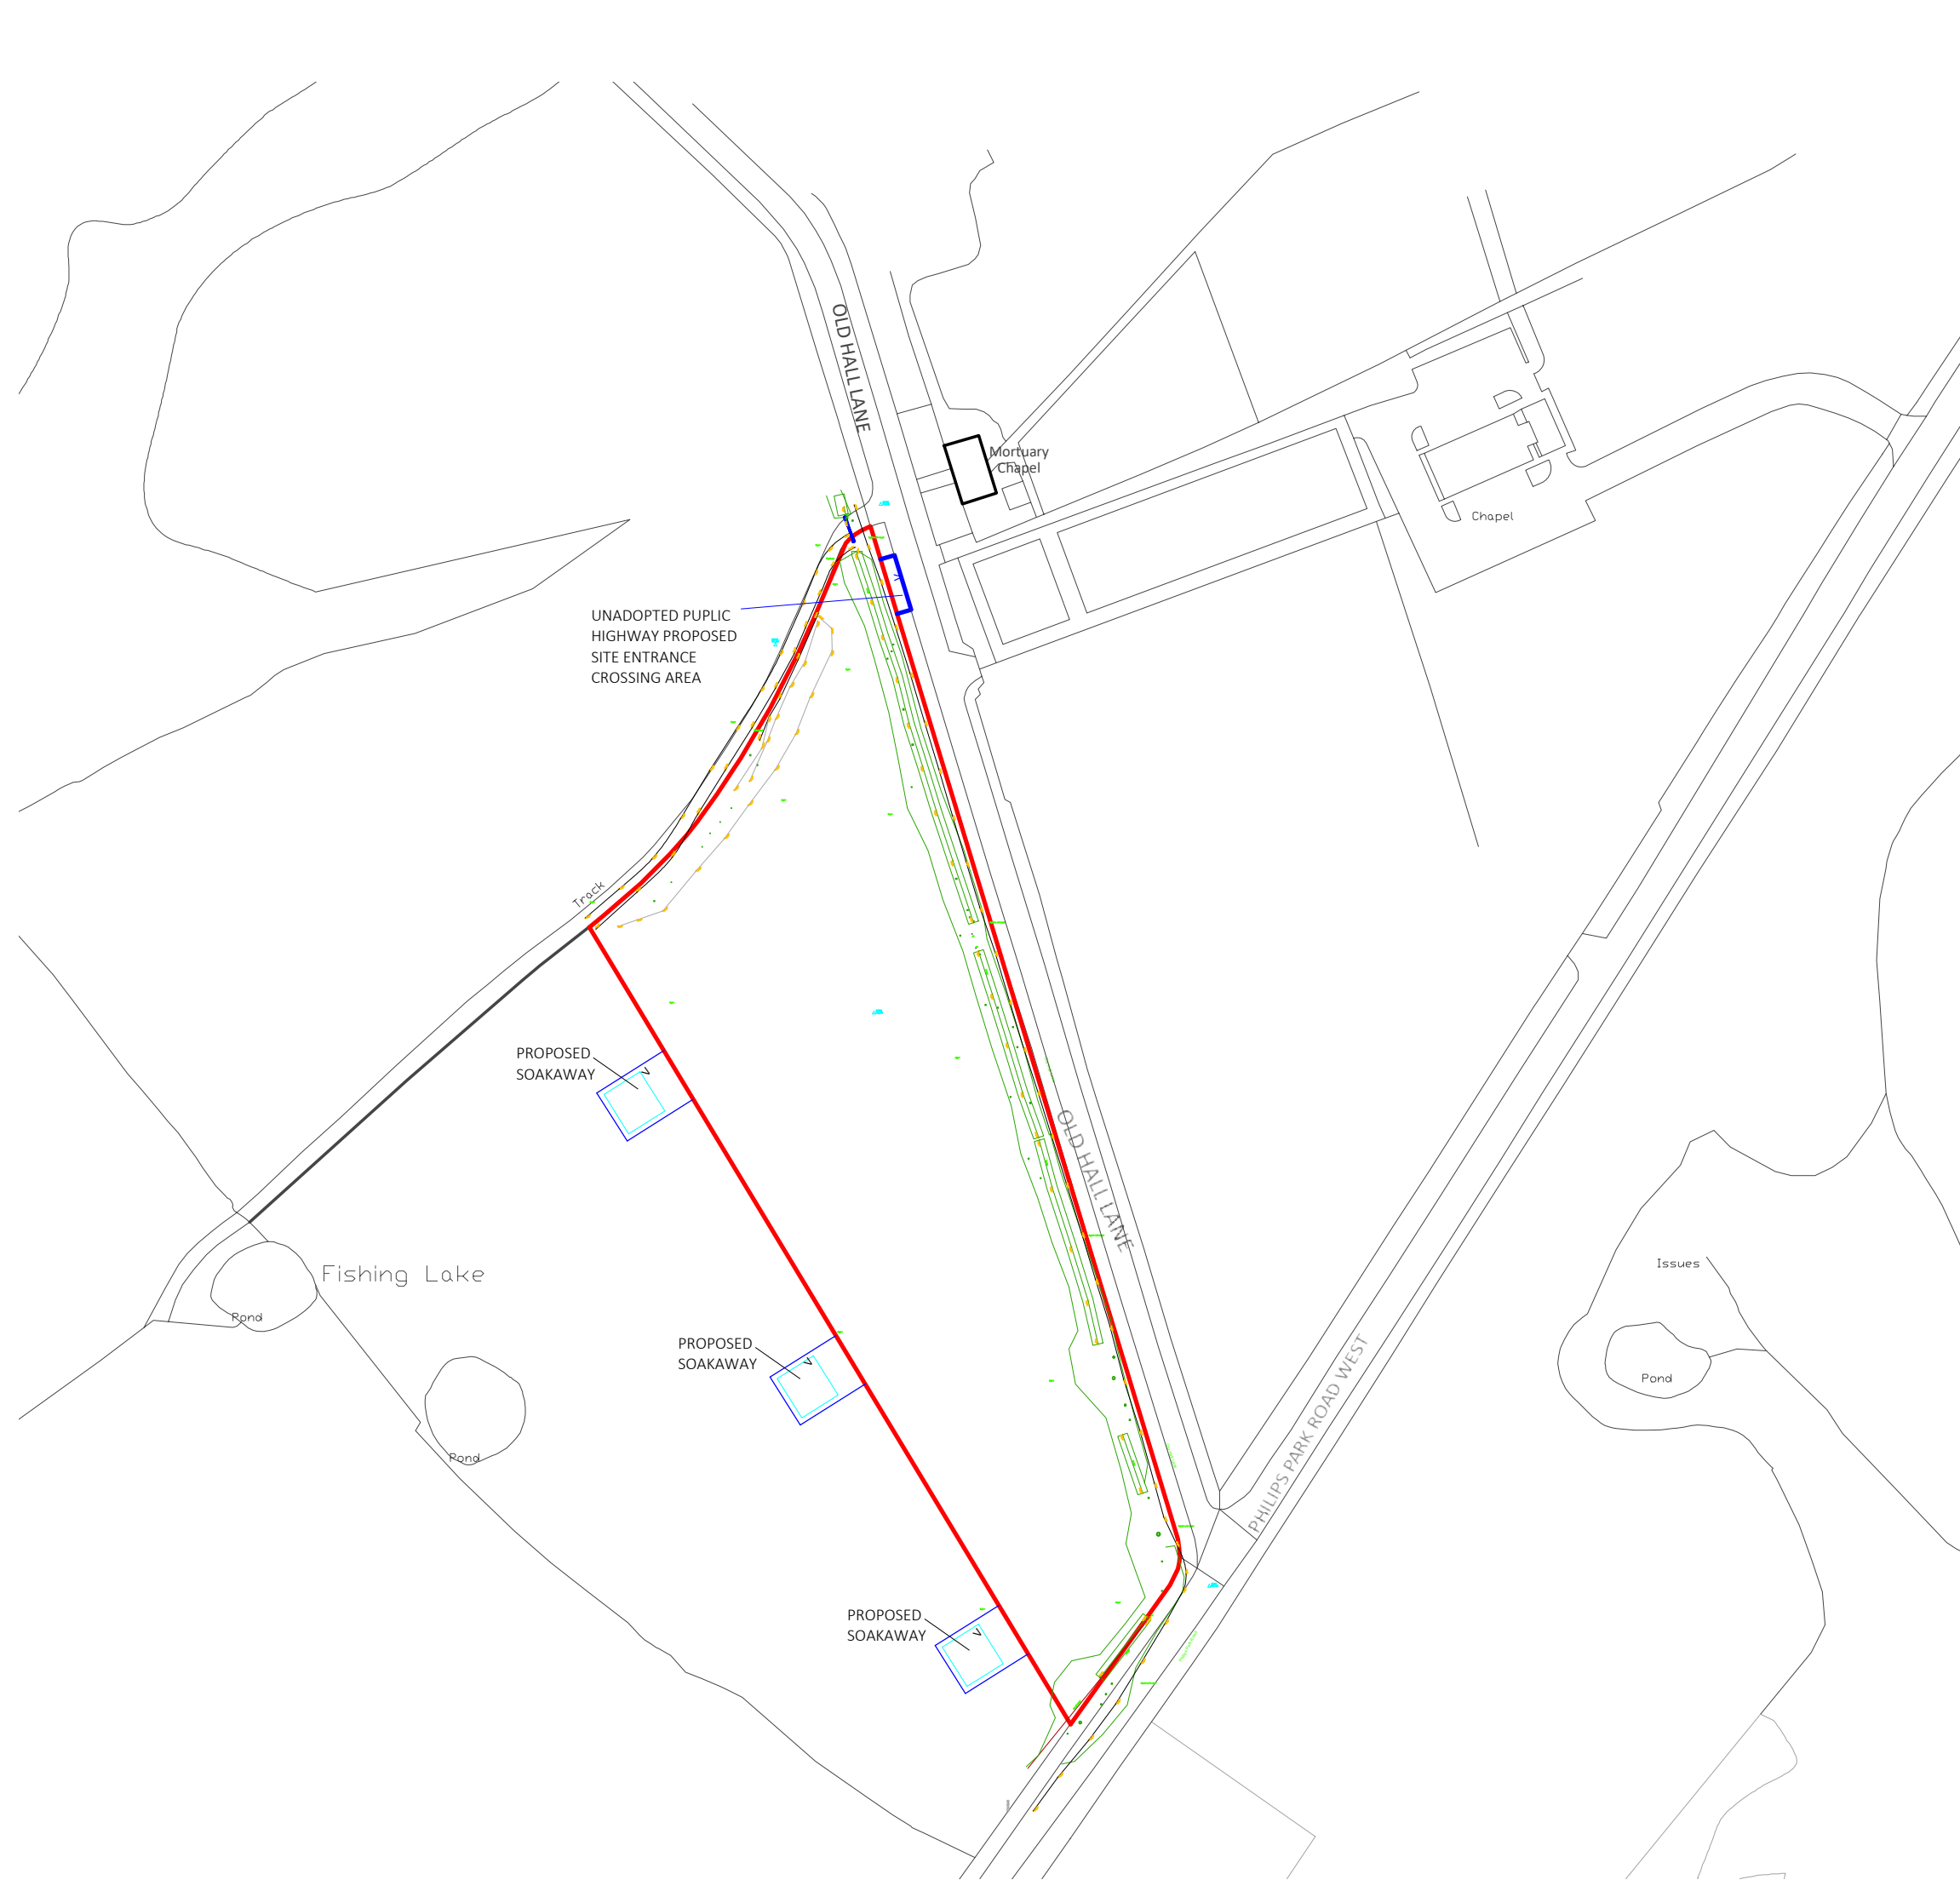 OLD HALL LANE
Mortuary
Chapel
Chapel
UNADOPTED PUPLIC
HIGHWAY PROPOSED
SITE ENTRANCE
CROSSING AREA
Track
PROPOSED
SOAKAWAY
OLD HALL LANE
Fishing Lake
Pond
Issues
PROPOSED
SOAKAWAY
Pond
Pond
PHILIPS PARK ROAD WEST
PROPOSED
SOAKAWAY